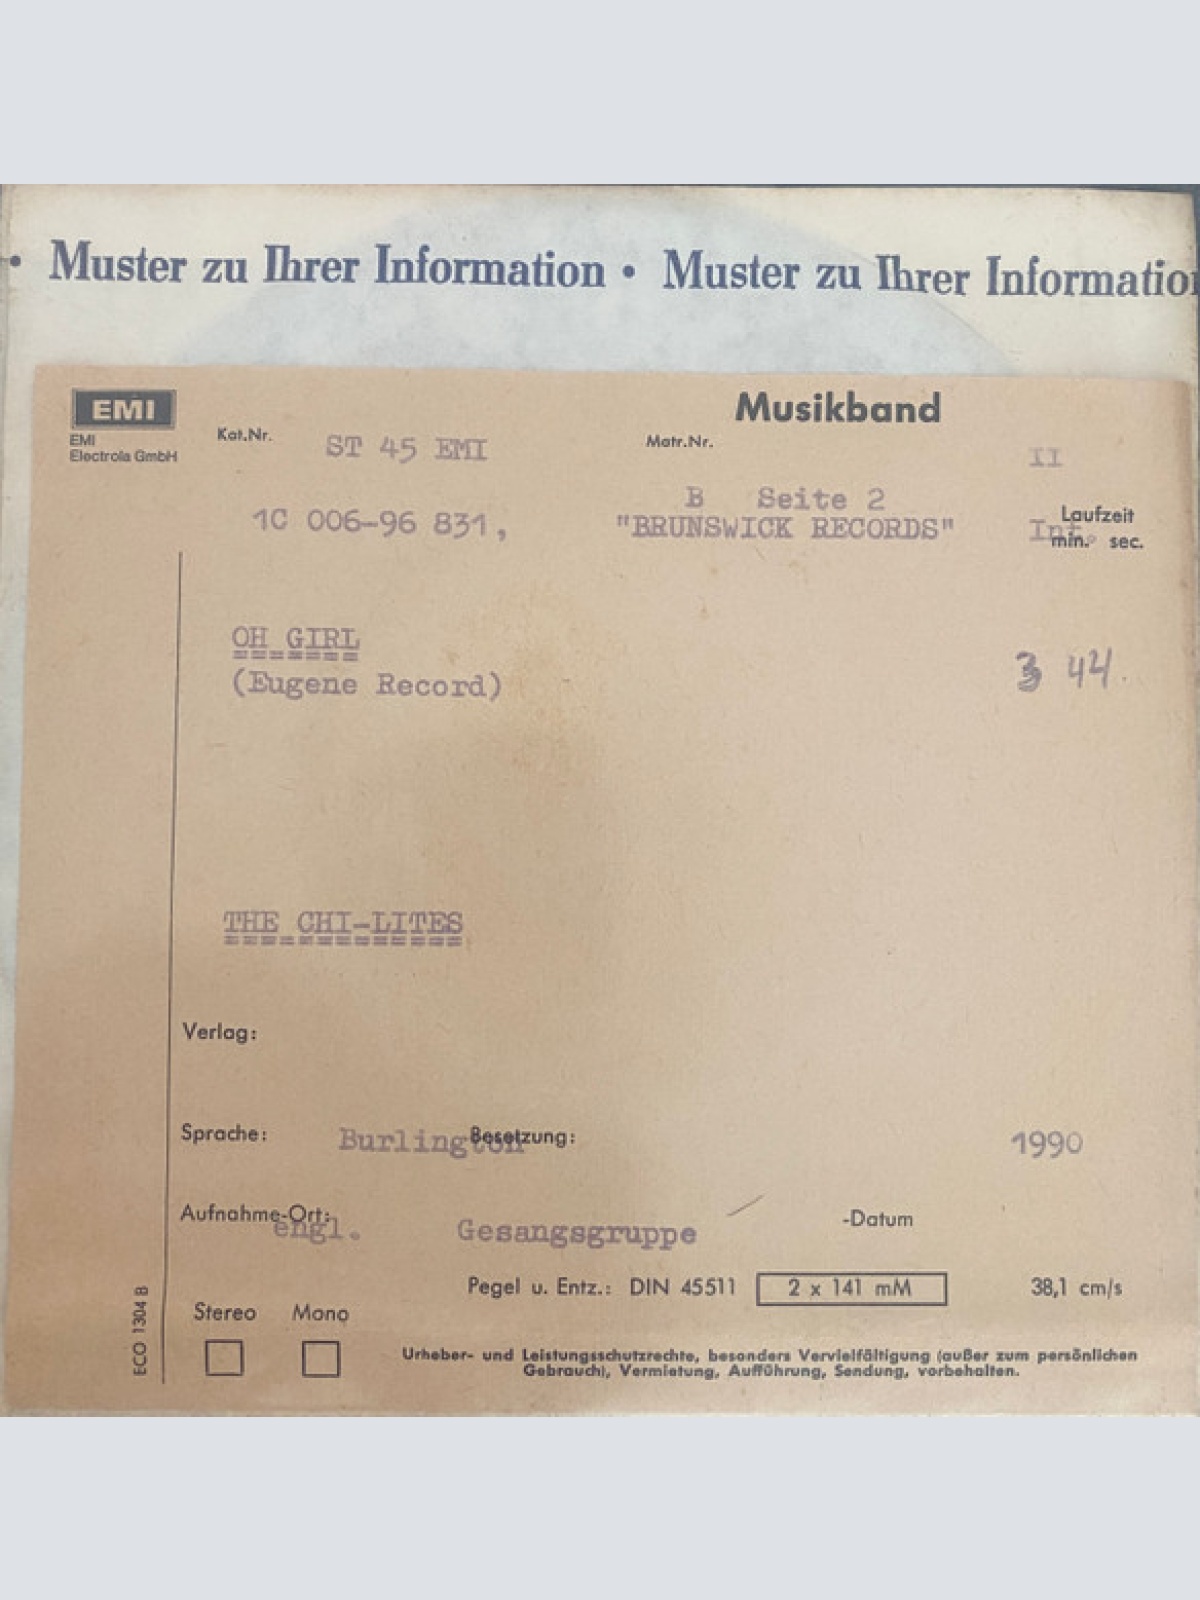 • Muster zu Ihrer Information • Muster zu Ihrer Information
EMI
EMI
Electrola GmbH
Musikband
Kat.Nr. ST 45 EMI Matr.Nr. II
B Seite 2
1C 006-96 831, "BRUNSWICK RECORDS" Int.
Laufzeit
min. sec.
OH GIRL
(Eugene Record)
3 44
THE CHI-LITES
Verlag:
Sprache: Burlington Besetzung: 1990
Aufnahme-Ort: -Datum
engl. Gesangsgruppe
Pegel u. Entz.: DIN 45511 2 x 141 mM 38,1 cm/s
Stereo Mono
ECO 1304 B
Urheber- und Leistungsschutzrechte, besonders Vervielfältigung (außer zum persönlichen
Gebrauch), Vermietung, Aufführung, Sendung, vorbehalten.